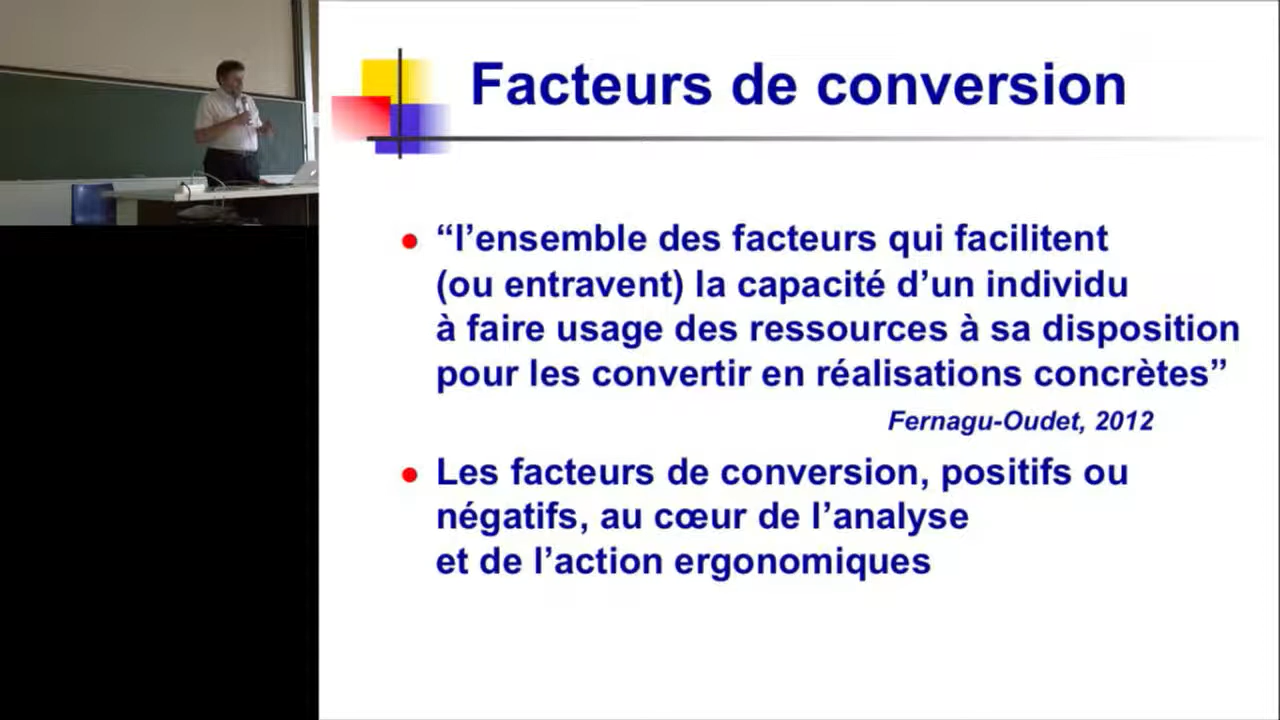 Facteurs de conversion
“l’ensemble des facteurs qui facilitent
(ou entravent) la capacité d’un individu
à faire usage des ressources à sa disposition
pour les convertir en réalisations concrètes”
Fernagu-Oudet, 2012
Les facteurs de conversion, positifs ou
négatifs, au cœur de l’analyse
et de l’action ergonomiques